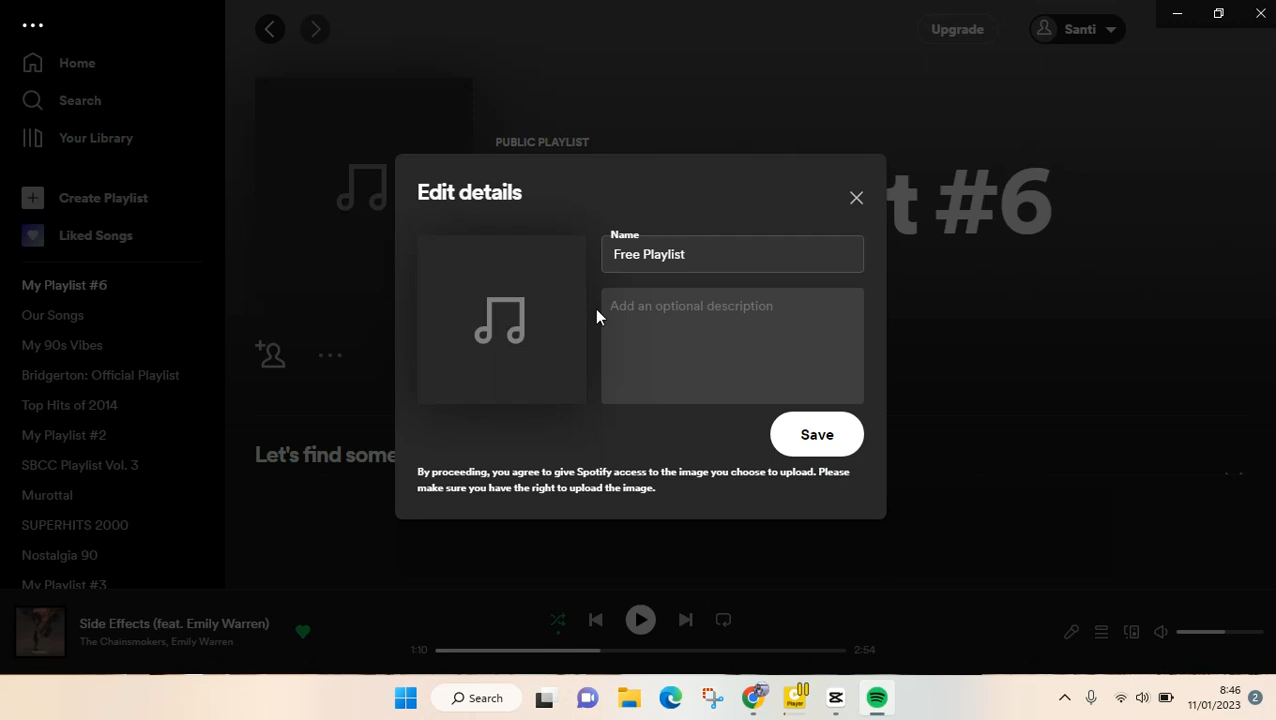 Upgrade
Santi
Home
Search
Your Library
Create Playlist
Liked Songs
My Playlist #6
Our Songs
My 90s Vibes
Bridgerton: Official Playlist
Top Hits of 2014
My Playlist #2
SBCC Playlist Vol. 3
Murottal
SUPERHITS 2000
Nostalgia 90
My Playlist #3
PUBLIC PLAYLIST
t #6
Let's find some
Edit details
Name
Free Playlist
Add an optional description
Save
By proceeding, you agree to give Spotify access to the image you choose to upload. Please
make sure you have the right to upload the image.
Side Effects (feat. Emily Warren)
The Chainsmokers, Emily Warren
1:10
2:54
Search
Player
8:46
11/01/2023
2